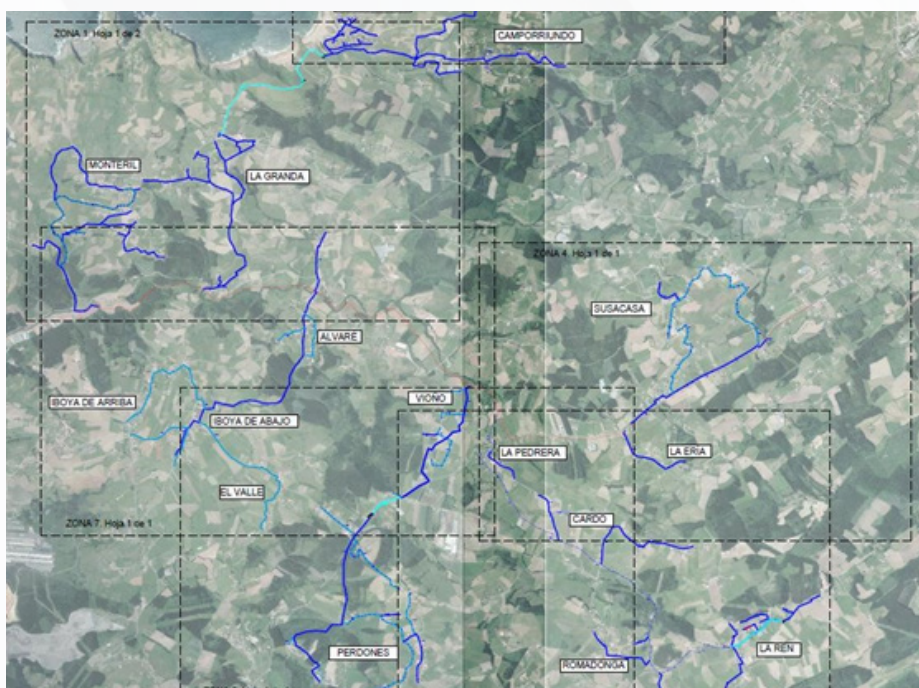 ZONA 1. Hoja 1 de 2
CAMPORRIUNDO
MONTERIL
LA GRANDA
ZONA 4. Hoja 1 de 1
SUSACASA
ALVARÉ
IBOYA DE ARRIBA
VIOÑO
IBOYA DE ABAJO
LA PEDRERA
LA ERIA
EL VALLE
CARDO
ZONA 7. Hoja 1 de 1
PERDONES
ROMADONGA
LA REN